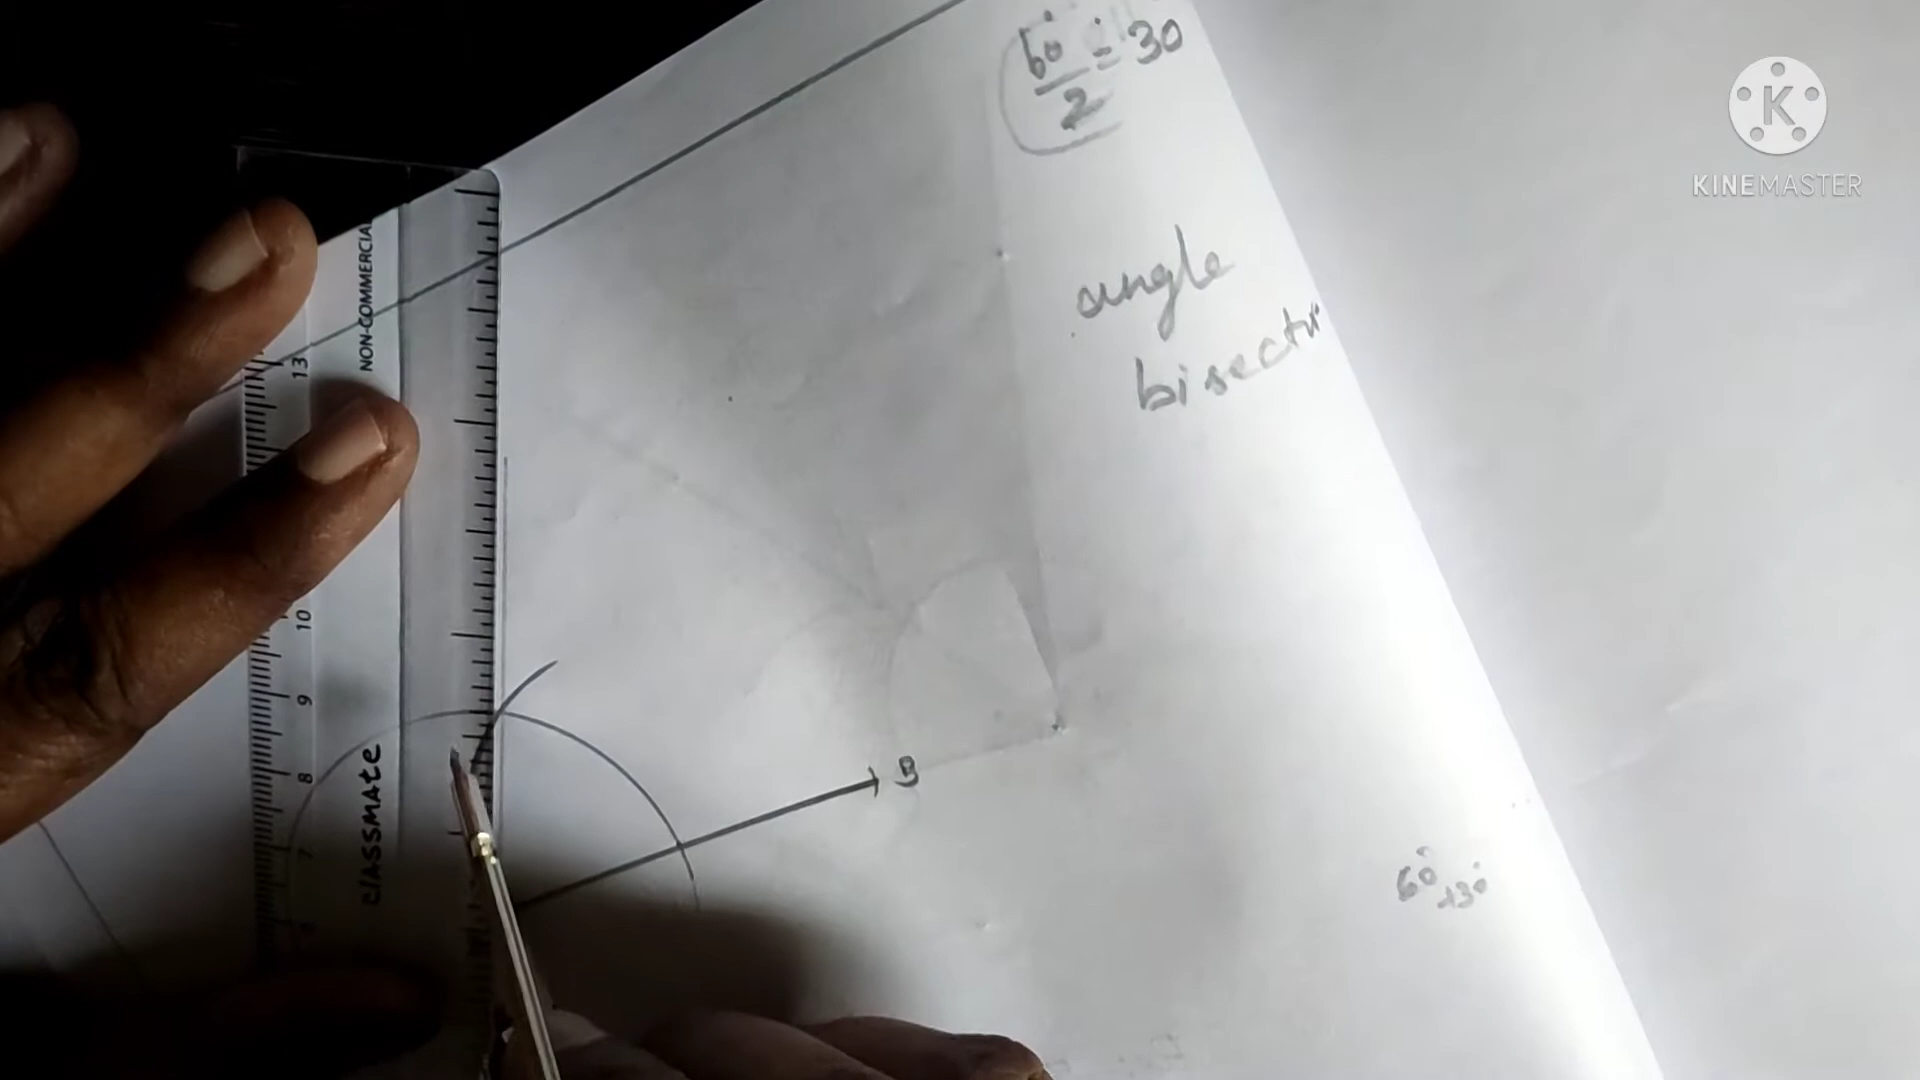 60°/2 = 30
angle
bisector
B
60°, 30°
NON-COMMERCIAL
CLASSMATE
13
10
9
8
7
K
KINEMASTER